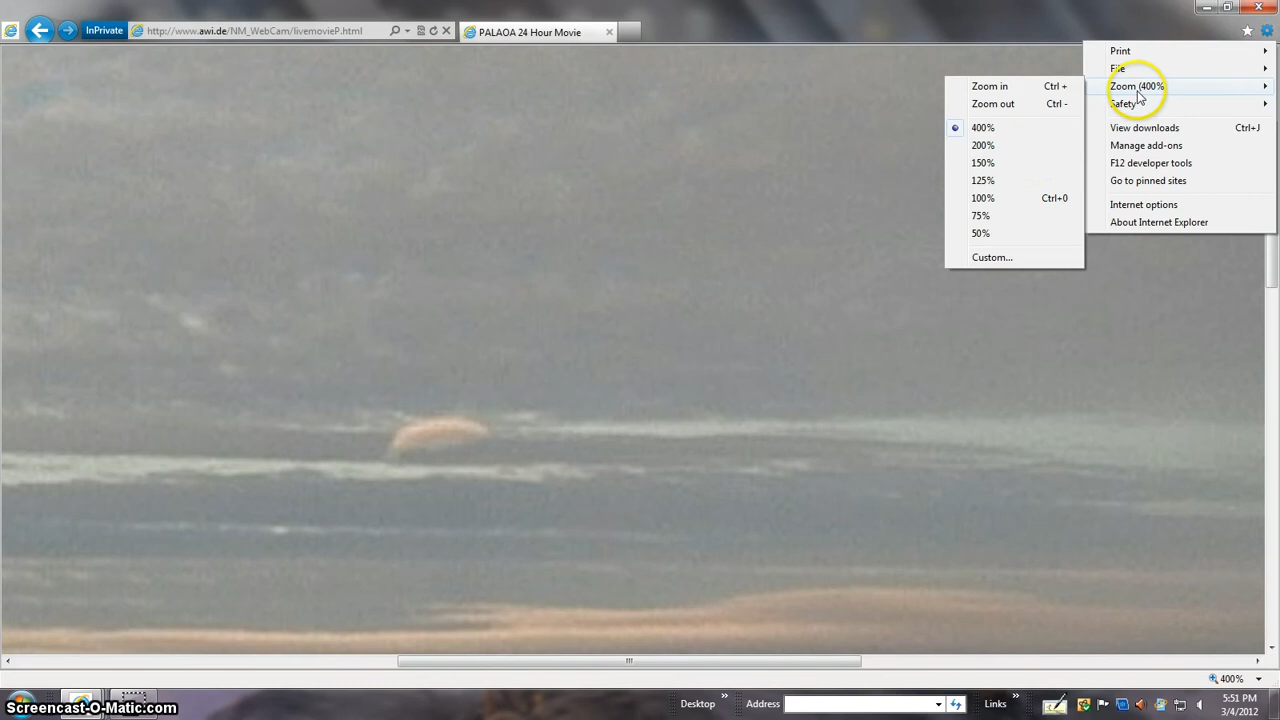 InPrivate
http://www.awi.de/NM_WebCam/livemovieP.html
PALAOA 24 Hour Movie
Print
File
Zoom (400%
Safety
View downloads Ctrl+J
Manage add-ons
F12 developer tools
Go to pinned sites
Internet options
About Internet Explorer
Zoom in Ctrl +
Zoom out Ctrl -
400%
200%
150%
125%
100% Ctrl+0
75%
50%
Custom...
400%
Desktop
Address
Links
5:51 PM
3/4/2012
Screencast-O-Matic.com